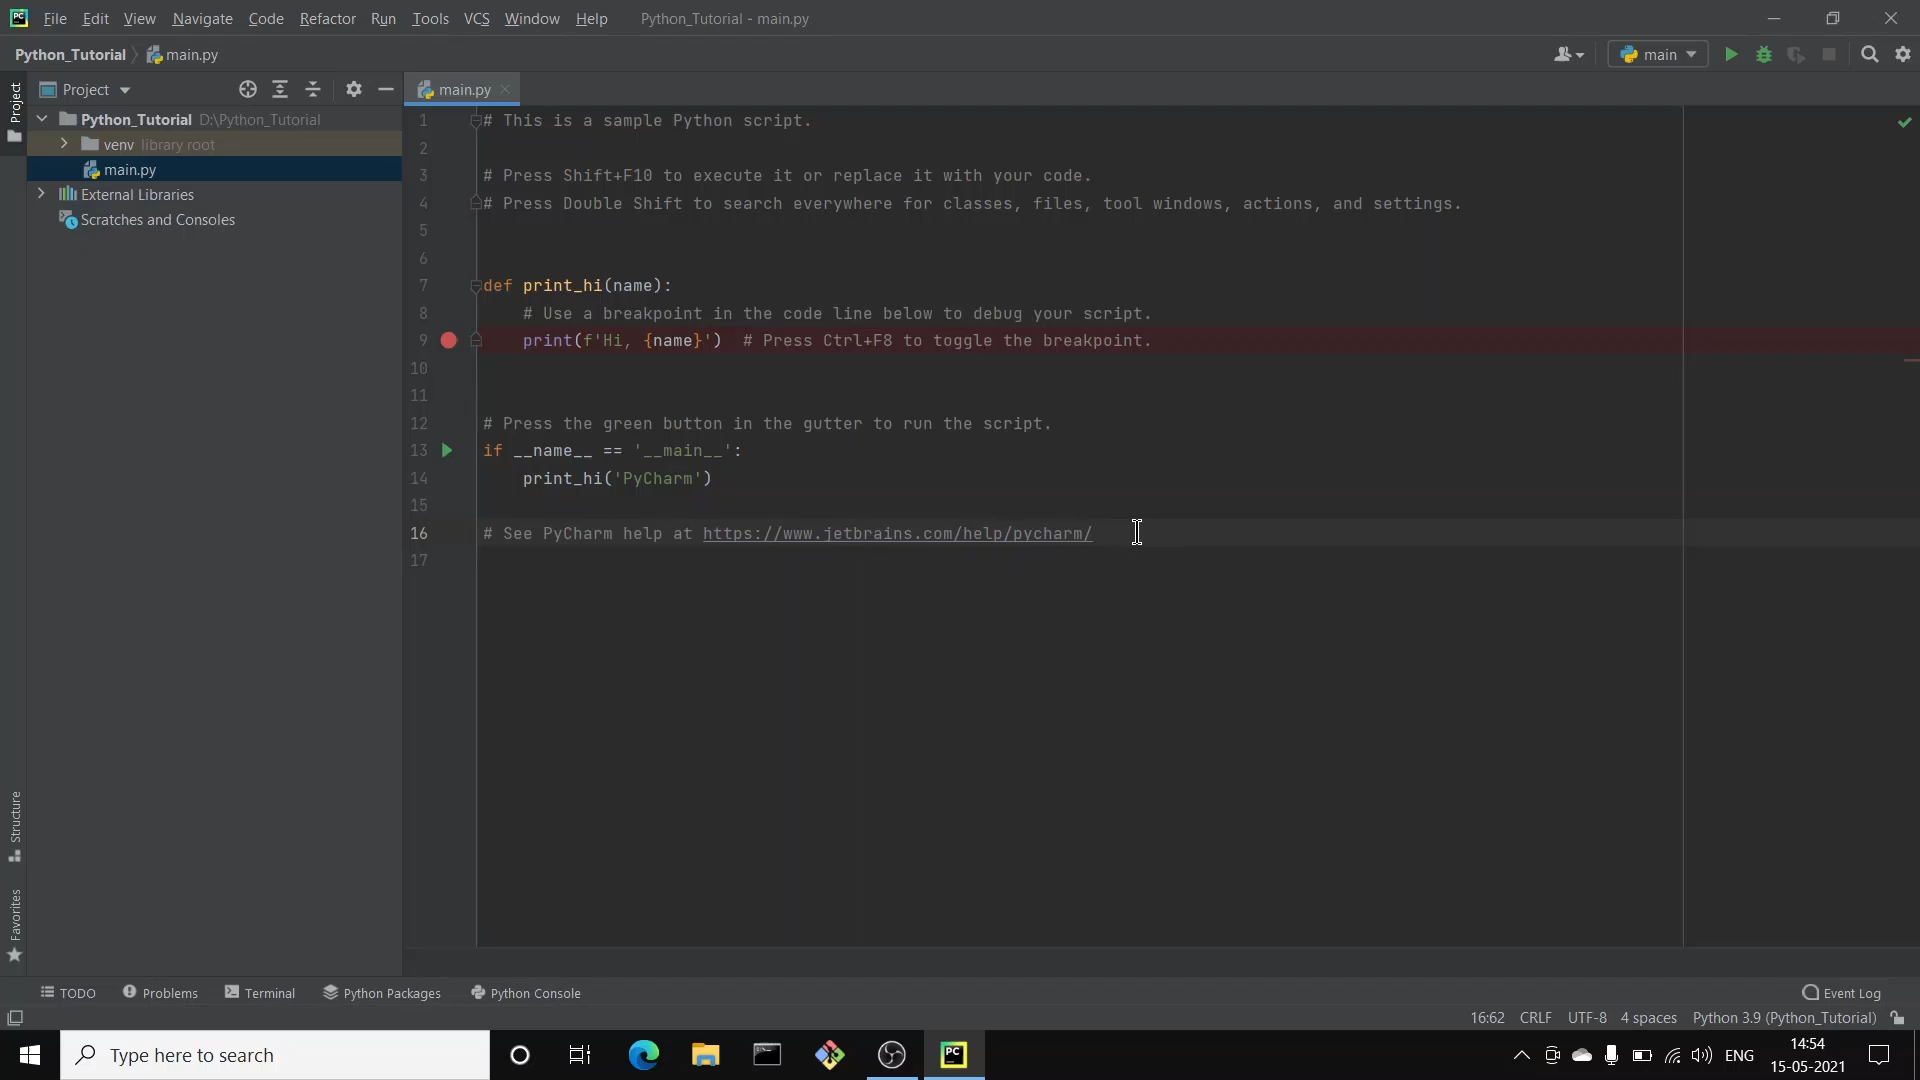 File Edit View Navigate Code Refactor Run Tools VCS Window Help Python_Tutorial - main.py
Python_Tutorial main.py
main
Project
Project
main.py
Python_Tutorial D:\Python_Tutorial
venv library root
main.py
External Libraries
Scratches and Consoles
1 # This is a sample Python script.
2
3 # Press Shift+F10 to execute it or replace it with your code.
4 # Press Double Shift to search everywhere for classes, files, tool windows, actions, and settings.
5
6
7 def print_hi(name):
8 # Use a breakpoint in the code line below to debug your script.
9 print(f'Hi, {name}') # Press Ctrl+F8 to toggle the breakpoint.
10
11
12 # Press the green button in the gutter to run the script.
13 if __name__ == '__main__':
14 print_hi('PyCharm')
15
16 # See PyCharm help at https://www.jetbrains.com/help/pycharm/
17
Structure
Favorites
TODO Problems Terminal Python Packages Python Console Event Log
16:62 CRLF UTF-8 4 spaces Python 3.9 (Python_Tutorial)
Type here to search
PC
ENG
14:54
15-05-2021